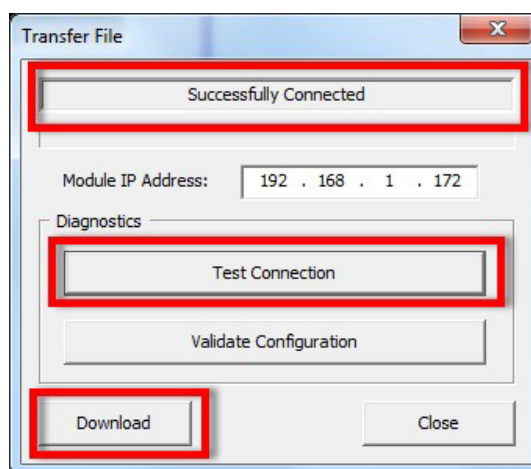 Transfer File
Successfully Connected
Module IP Address: 192 . 168 . 1 . 172
Diagnostics
Test Connection
Validate Configuration
Download Close